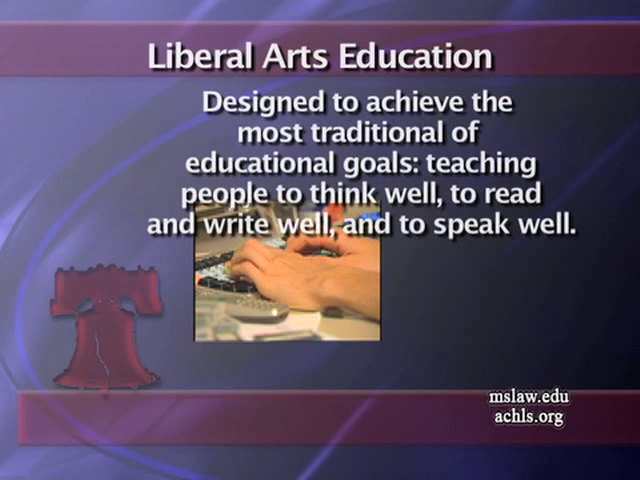 Liberal Arts Education
Designed to achieve the
most traditional of
educational goals: teaching
people to think well, to read
and write well, and to speak well.
mslaw.edu
achls.org